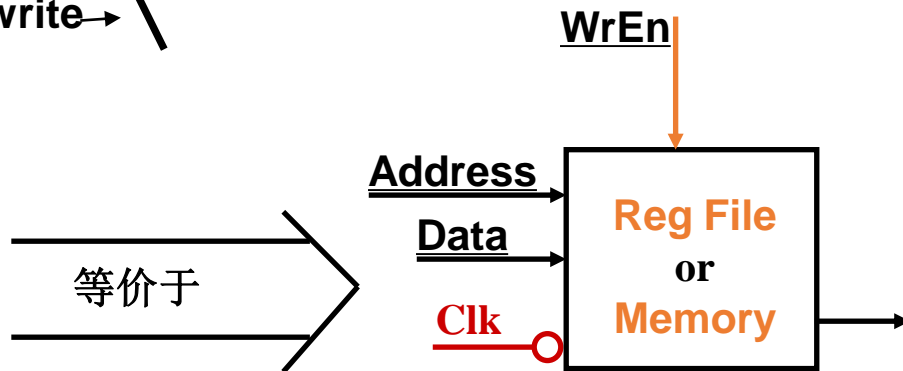 write
WrEn
Address
Data
Clk
等价于
Reg File
or
Memory